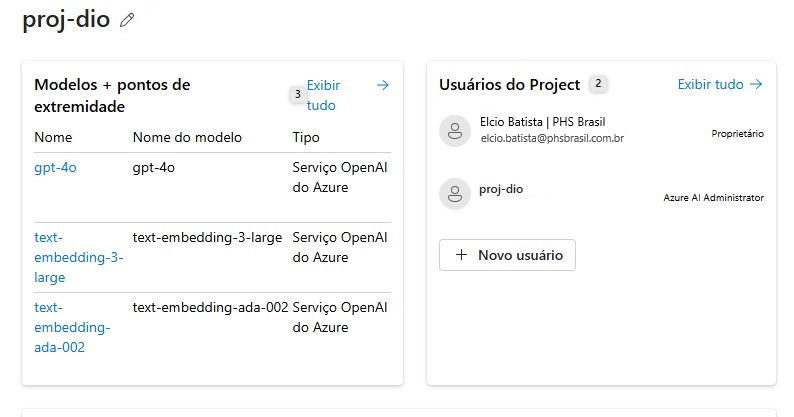 proj-dio
Modelos + pontos de
extremidade
3
Exibir
tudo
Nome Nome do modelo Tipo
gpt-4o gpt-4o Serviço OpenAI
do Azure
text- text-embedding-3-large Serviço OpenAI
embedding-3- do Azure
large
text- text-embedding-ada-002 Serviço OpenAI
embedding- do Azure
ada-002
Usuários do Project 2 Exibir tudo
Elcio Batista | PHS Brasil
elcio.batista@phsbrasil.com.br Proprietário
proj-dio
Azure AI Administrator
Novo usuário